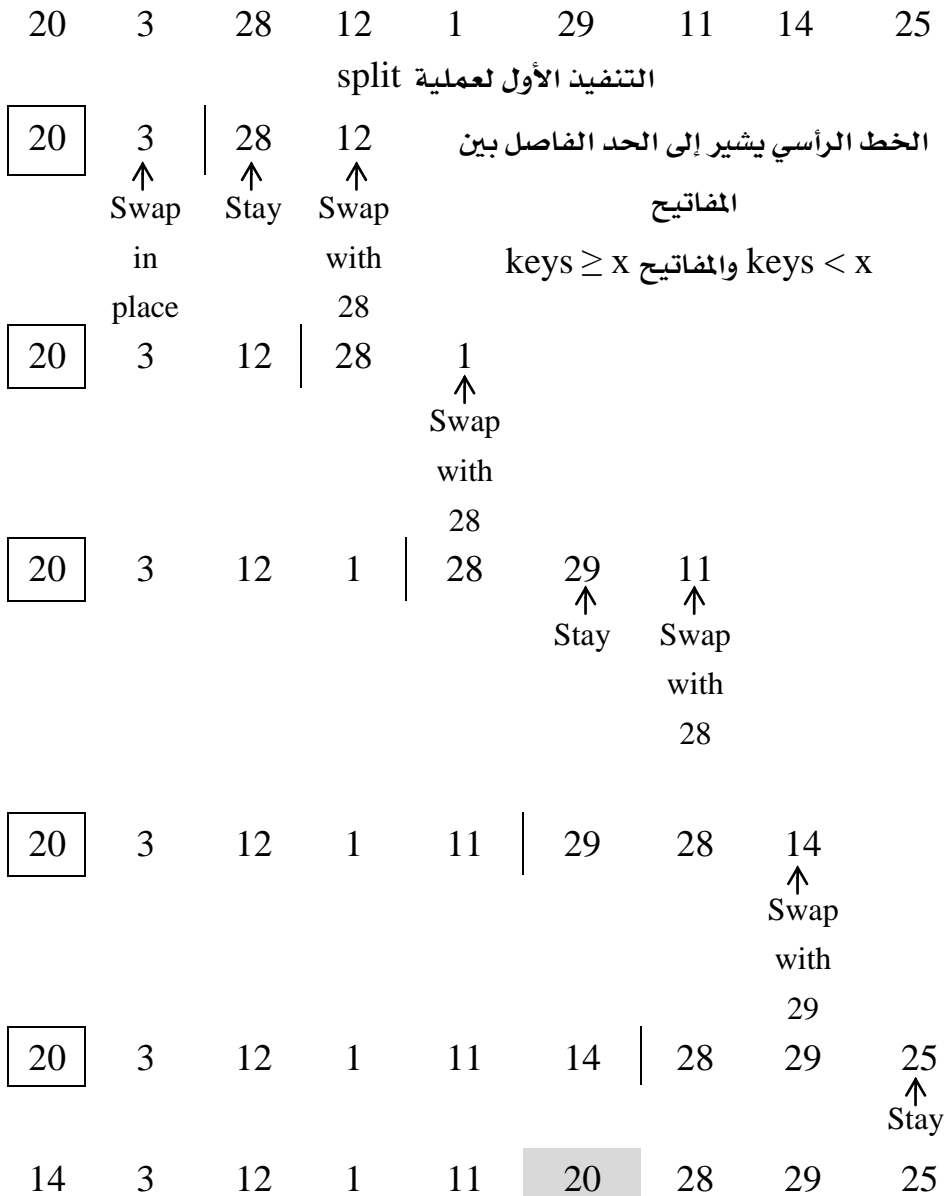 20 3 28 12 1 29 11 14 25
التنفيذ الأول لعملية split
20 3 28 12 الخط الرأسي يشير إلى الحد الفاصل بين
Swap Stay Swap المفاتيح
in with keys < x والمفاتيح keys ≥ x
place 28
20 3 12 28 1
Swap
with
28
20 3 12 1 28 29 11
Stay Swap
with
28
20 3 12 1 11 29 28 14
Swap
with
29
20 3 12 1 11 14 28 29 25
Stay
14 3 12 1 11 20 28 29 25